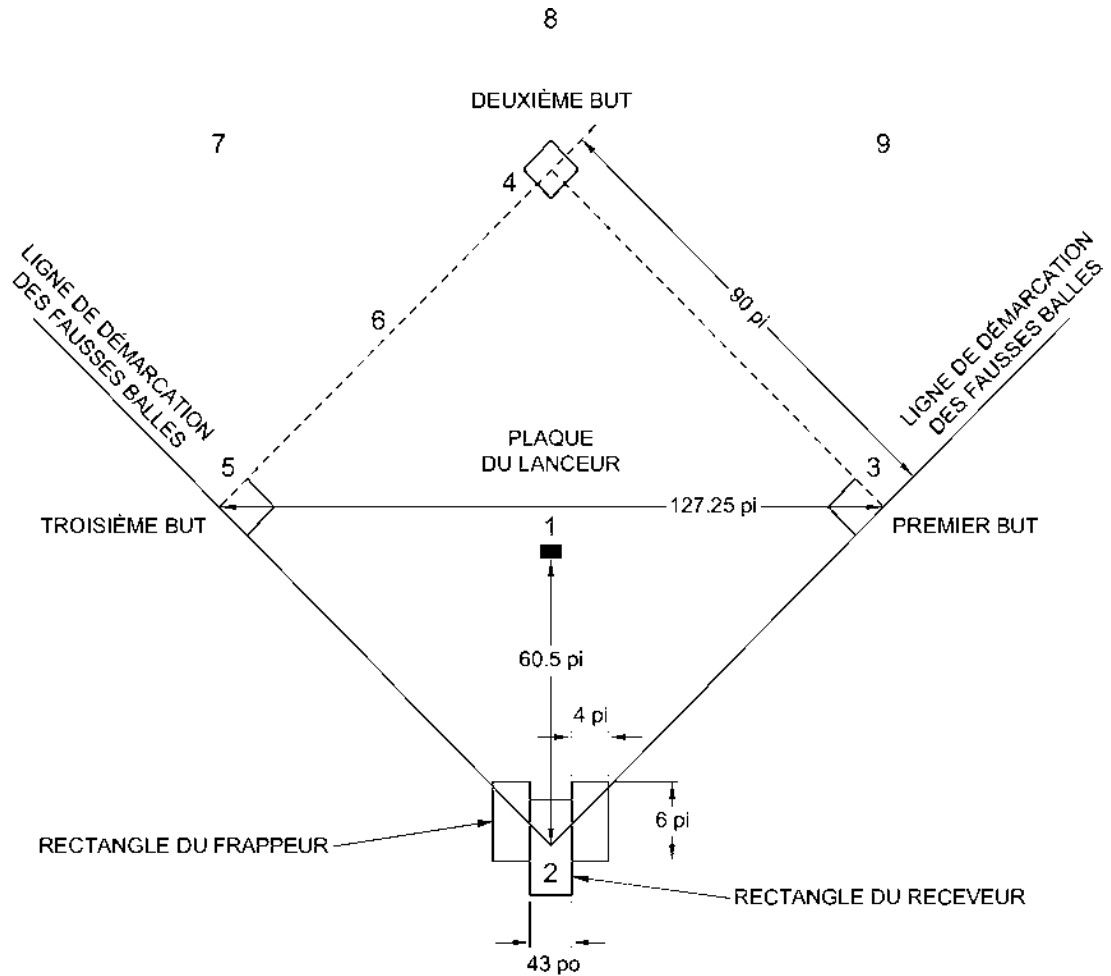 8
DEUXIÈME BUT
7
9
4
LIGNE DE DÉMARCATION
DES FAUSSES BALLES
90 pi
LIGNE DE DÉMARCATION
DES FAUSSES BALLES
6
PLAQUE
DU LANCEUR
5
3
127.25 pi
TROISIÈME BUT
1
PREMIER BUT
60.5 pi
4 pi
6 pi
RECTANGLE DU FRAPPEUR
2
RECTANGLE DU RECEVEUR
43 po